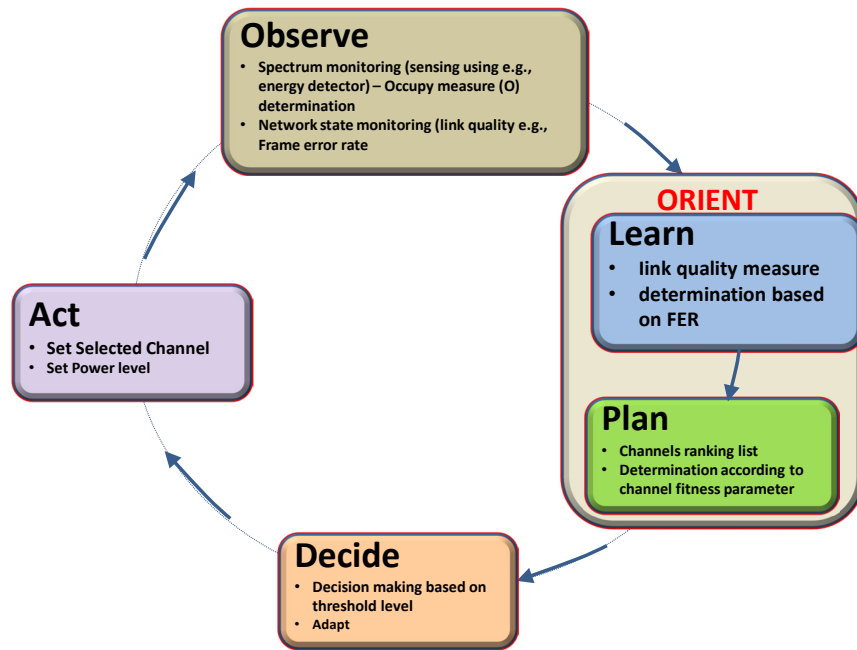 Observe
• Spectrum monitoring (sensing using e.g.,
energy detector) – Occupy measure (O)
determination
• Network state monitoring (link quality e.g.,
Frame error rate
ORIENT
Learn
• link quality measure
• determination based
on FER
Plan
• Channels ranking list
• Determination according to
channel fitness parameter
Decide
• Decision making based on
threshold level
• Adapt
Act
• Set Selected Channel
• Set Power level